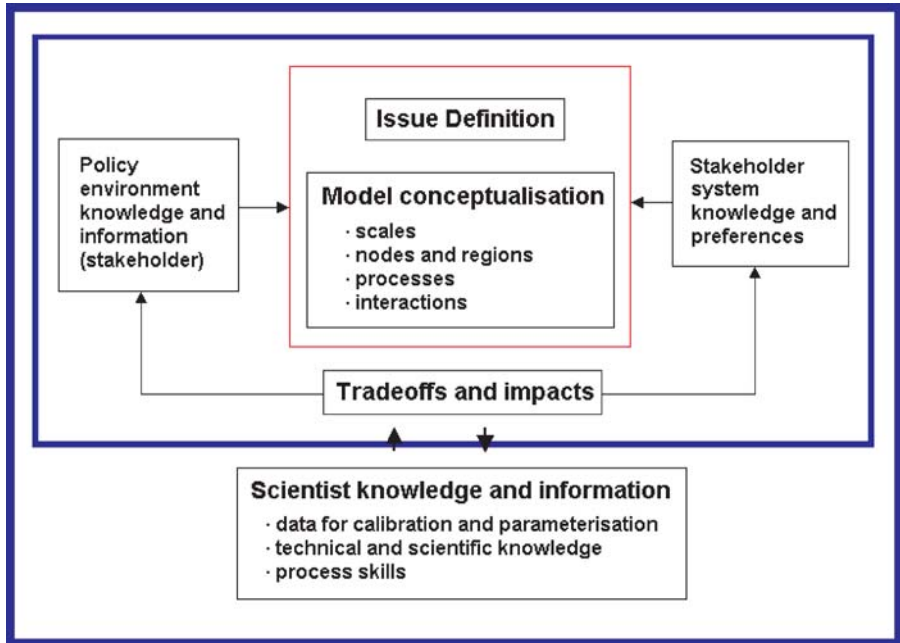 Issue Definition
Policy
environment
knowledge and
information
(stakeholder)
Model conceptualisation
· scales
· nodes and regions
· processes
· interactions
Stakeholder
system
knowledge and
preferences
Tradeoffs and impacts
Scientist knowledge and information
· data for calibration and parameterisation
· technical and scientific knowledge
· process skills